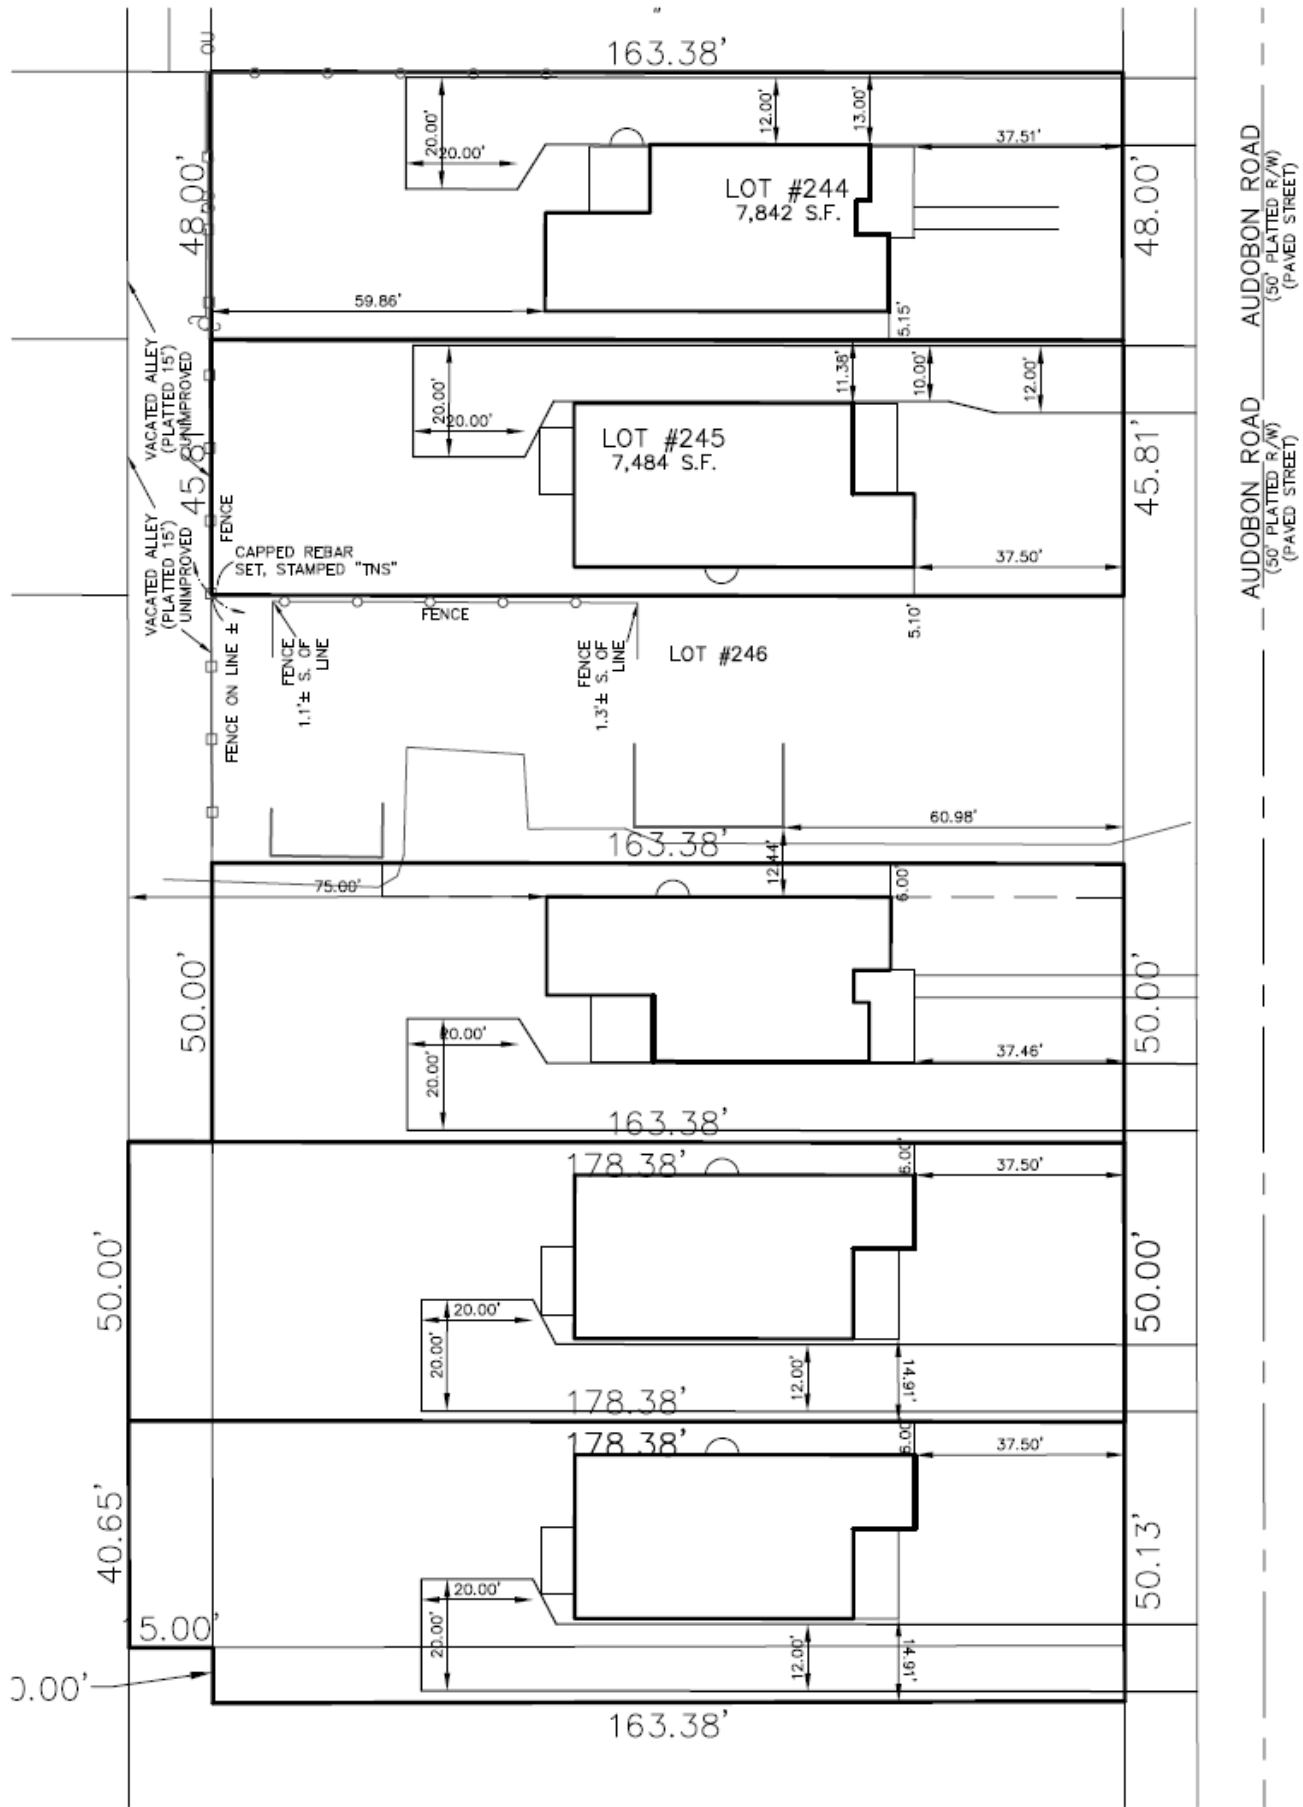 163.38'
20.00'
20.00'
12.00'
13.00'
37.51'
48.00'
LOT #244
7,842 S.F.
48.00'
AUDOBON ROAD
(50' PLATTED R/W)
(PAVED STREET)
59.86'
5.15'
VACATED ALLEY
(PLATTED 15')
UNIMPROVED
20.00'
20.00'
11.38'
10.00'
12.00'
LOT #245
7,484 S.F.
FENCE
45.81'
AUDOBON ROAD
(50' PLATTED R/W)
(PAVED STREET)
VACATED ALLEY
(PLATTED 15')
UNIMPROVED
CAPPED REBAR
SET, STAMPED "TNS"
37.50'
5.10'
FENCE
FENCE ON LINE ±
FENCE
1.1'± S. OF
LINE
FENCE
1.3'± S. OF
LINE
LOT #246
60.98'
163.38'
12.44'
75.00'
6.00'
50.00'
50.00'
20.00'
20.00'
37.46'
163.38'
178.38'
6.00'
37.50'
50.00'
50.00'
20.00'
20.00'
12.00'
14.91'
178.38'
178.38'
6.00'
37.50'
40.65'
50.13'
20.00'
20.00'
12.00'
14.91'
5.00'
0.00'
163.38'